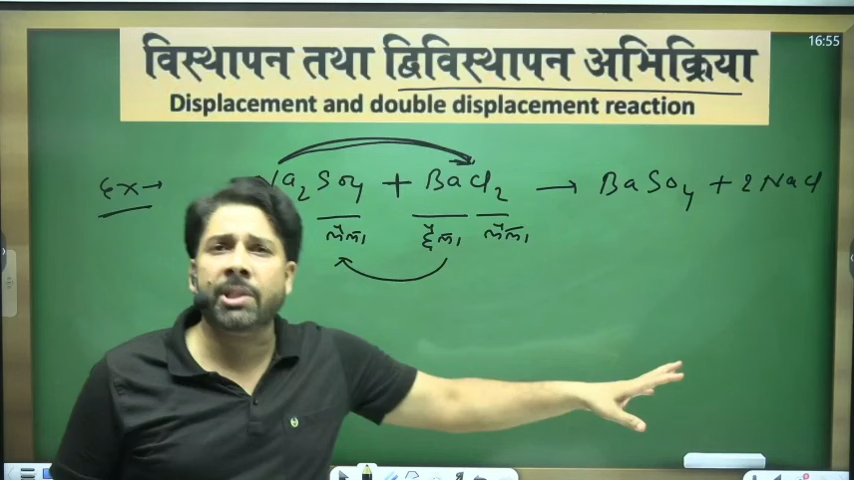 16:55
विस्थापन तथा द्विविस्थापन अभिक्रिया
Displacement and double displacement reaction
Ex→ Na₂SO₄ + BaCl₂ → BaSO₄ + 2NaCl